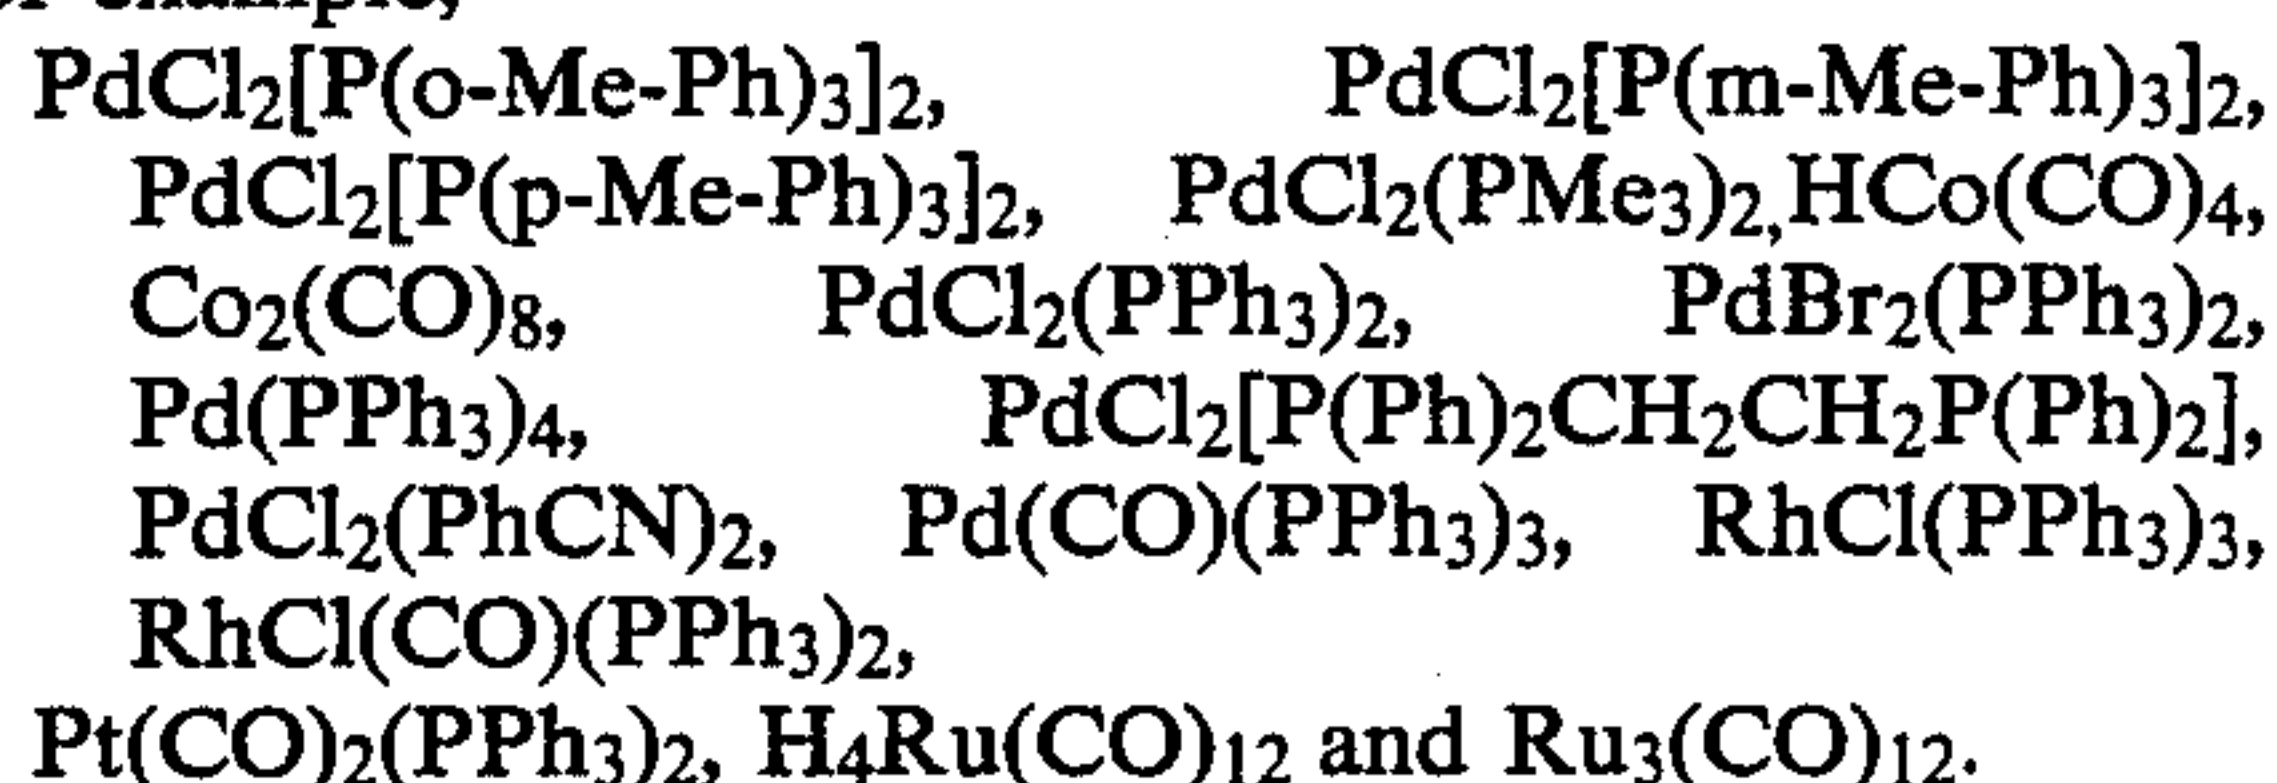 example,
PdCl₂[P(o-Me-Ph)₃]₂, PdCl₂[P(m-Me-Ph)₃]₂,
PdCl₂[P(p-Me-Ph)₃]₂, PdCl₂(PMe₃)₂,HCo(CO)₄,
Co₂(CO)₈, PdCl₂(PPh₃)₂, PdBr₂(PPh₃)₂,
Pd(PPh₃)₄, PdCl₂[P(Ph)₂CH₂CH₂P(Ph)₂],
PdCl₂(PhCN)₂, Pd(CO)(PPh₃)₃, RhCl(PPh₃)₃,
RhCl(CO)(PPh₃)₂,
Pt(CO)₂(PPh₃)₂, H₄Ru(CO)₁₂ and Ru₃(CO)₁₂.